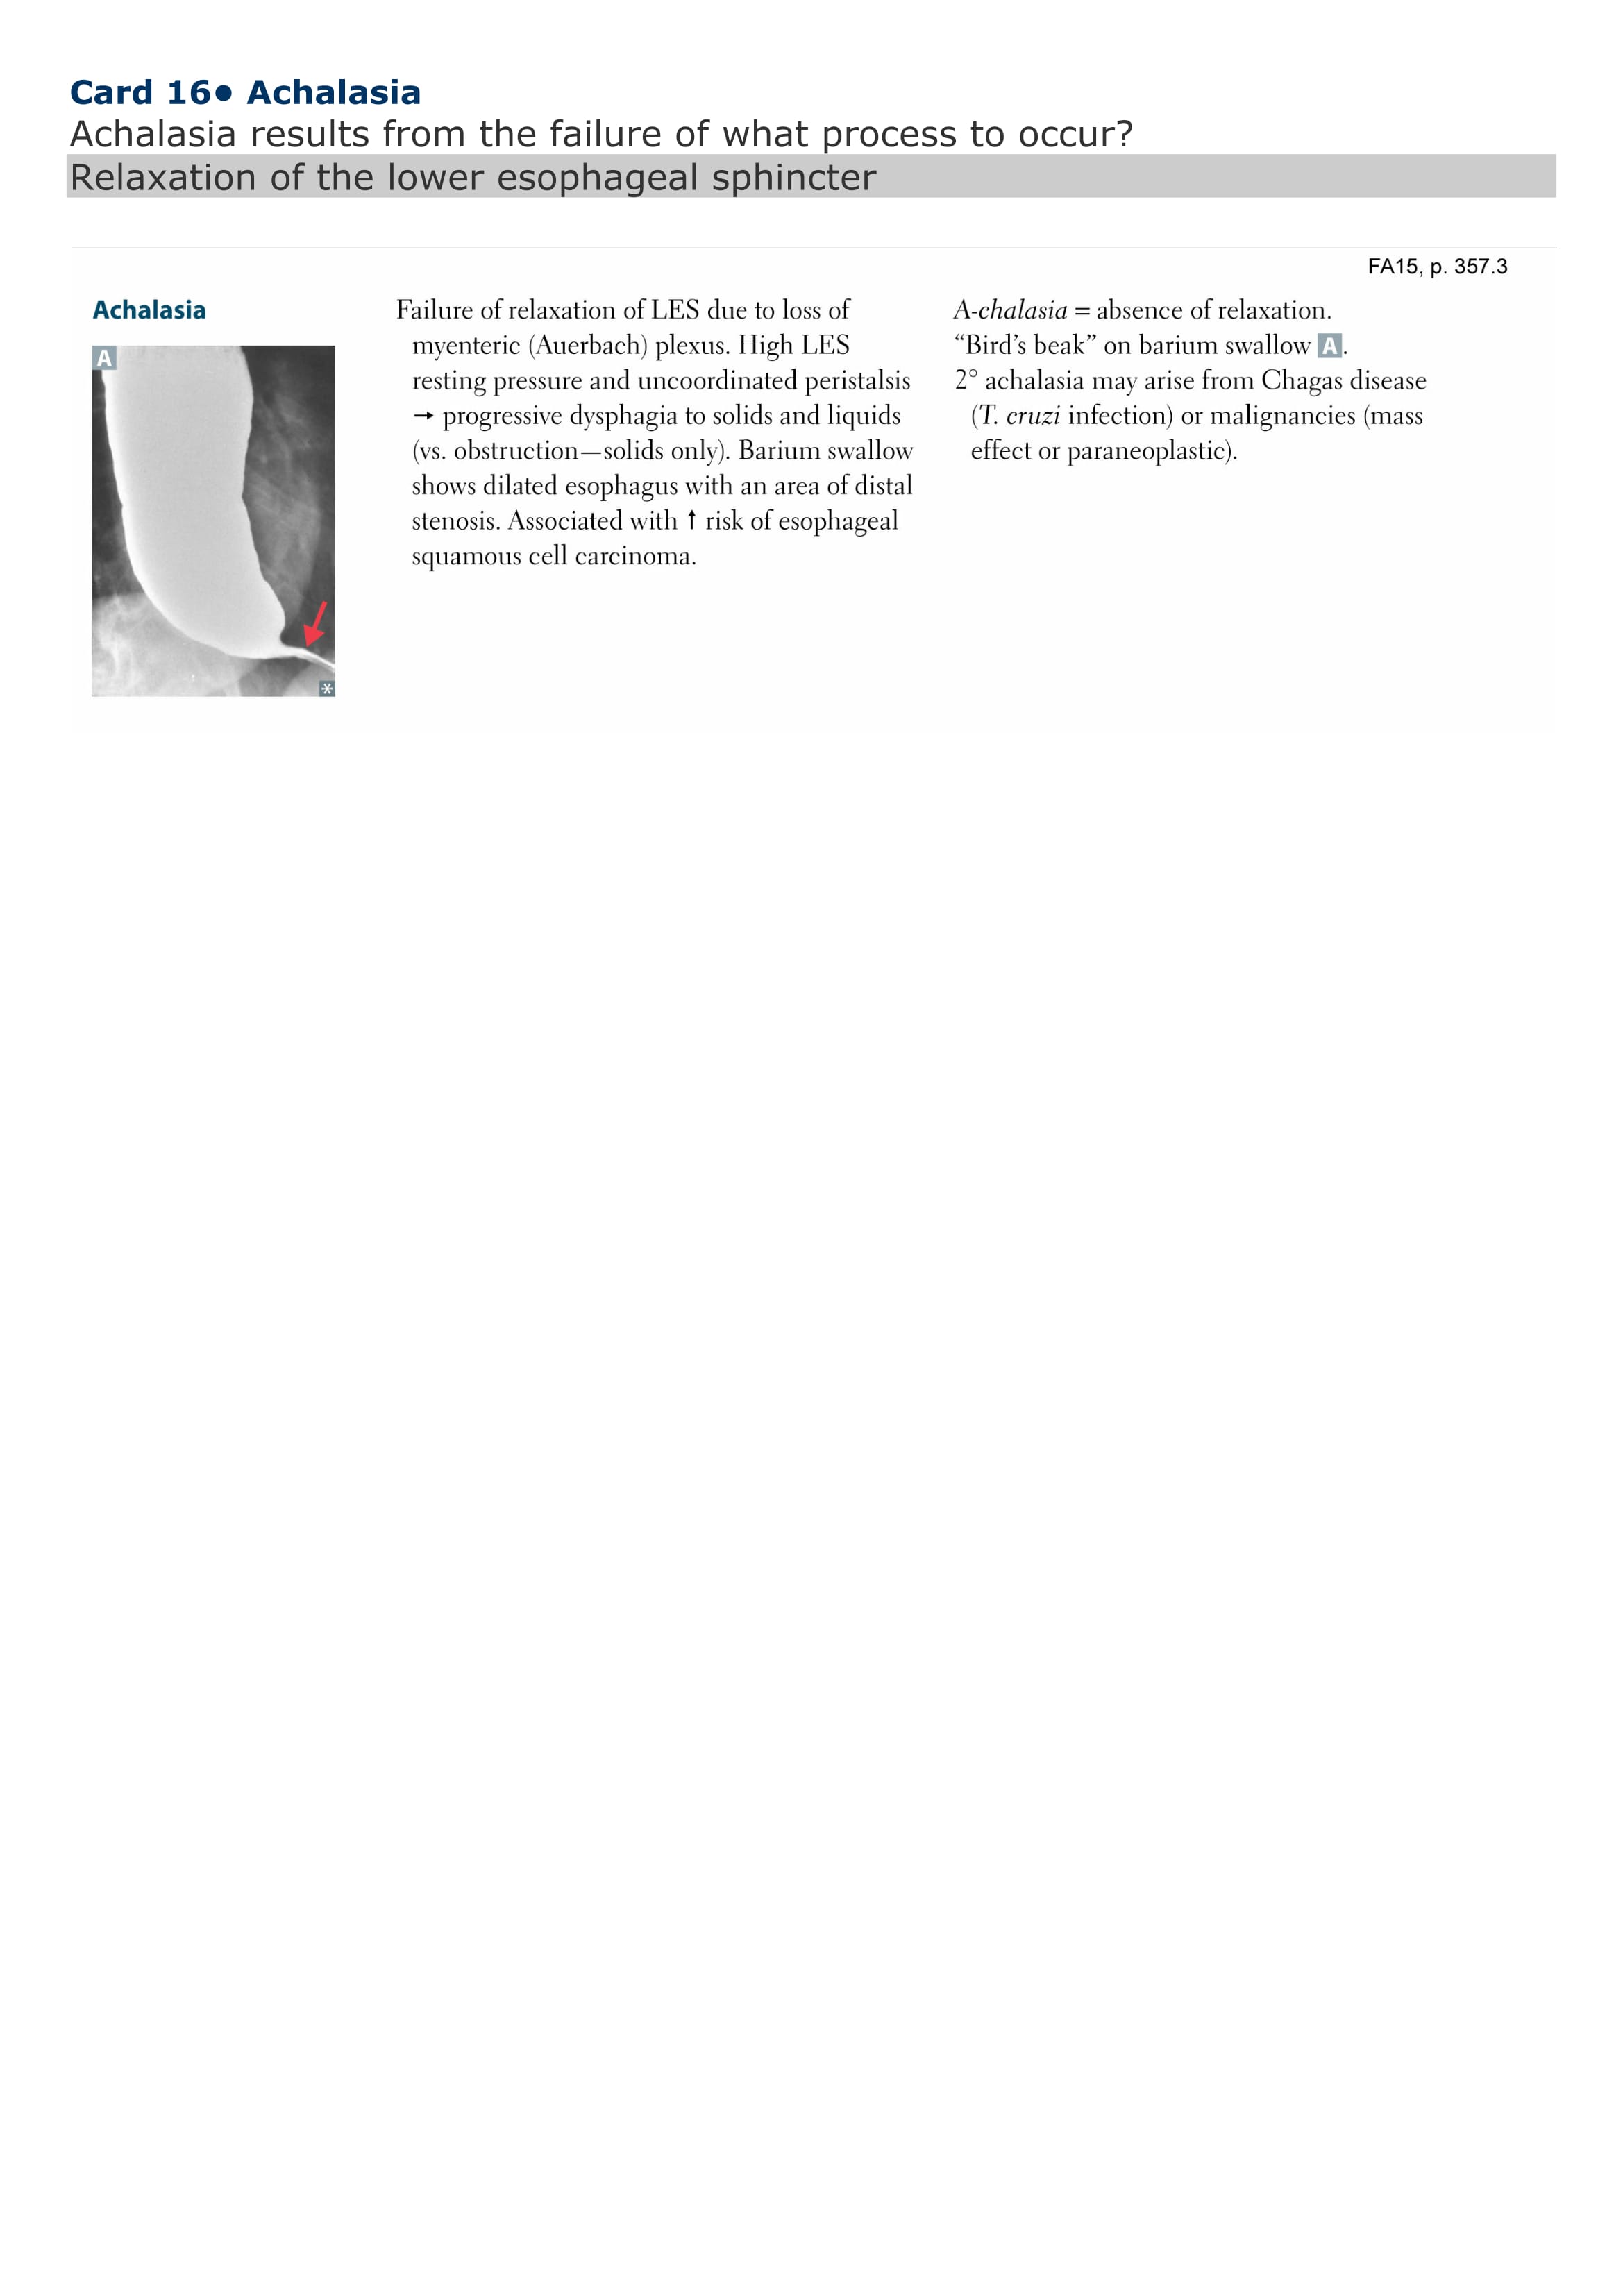 Card 16● Achalasia
Achalasia results from the failure of what process to occur?
Relaxation of the lower esophageal sphincter
FA15, p. 357.3
Achalasia
A
*
Failure of relaxation of LES due to loss of
myenteric (Auerbach) plexus. High LES
resting pressure and uncoordinated peristalsis
→ progressive dysphagia to solids and liquids
(vs. obstruction—solids only). Barium swallow
shows dilated esophagus with an area of distal
stenosis. Associated with ↑ risk of esophageal
squamous cell carcinoma.
A-chalasia = absence of relaxation.
“Bird’s beak” on barium swallow A.
2° achalasia may arise from Chagas disease
(T. cruzi infection) or malignancies (mass
effect or paraneoplastic).